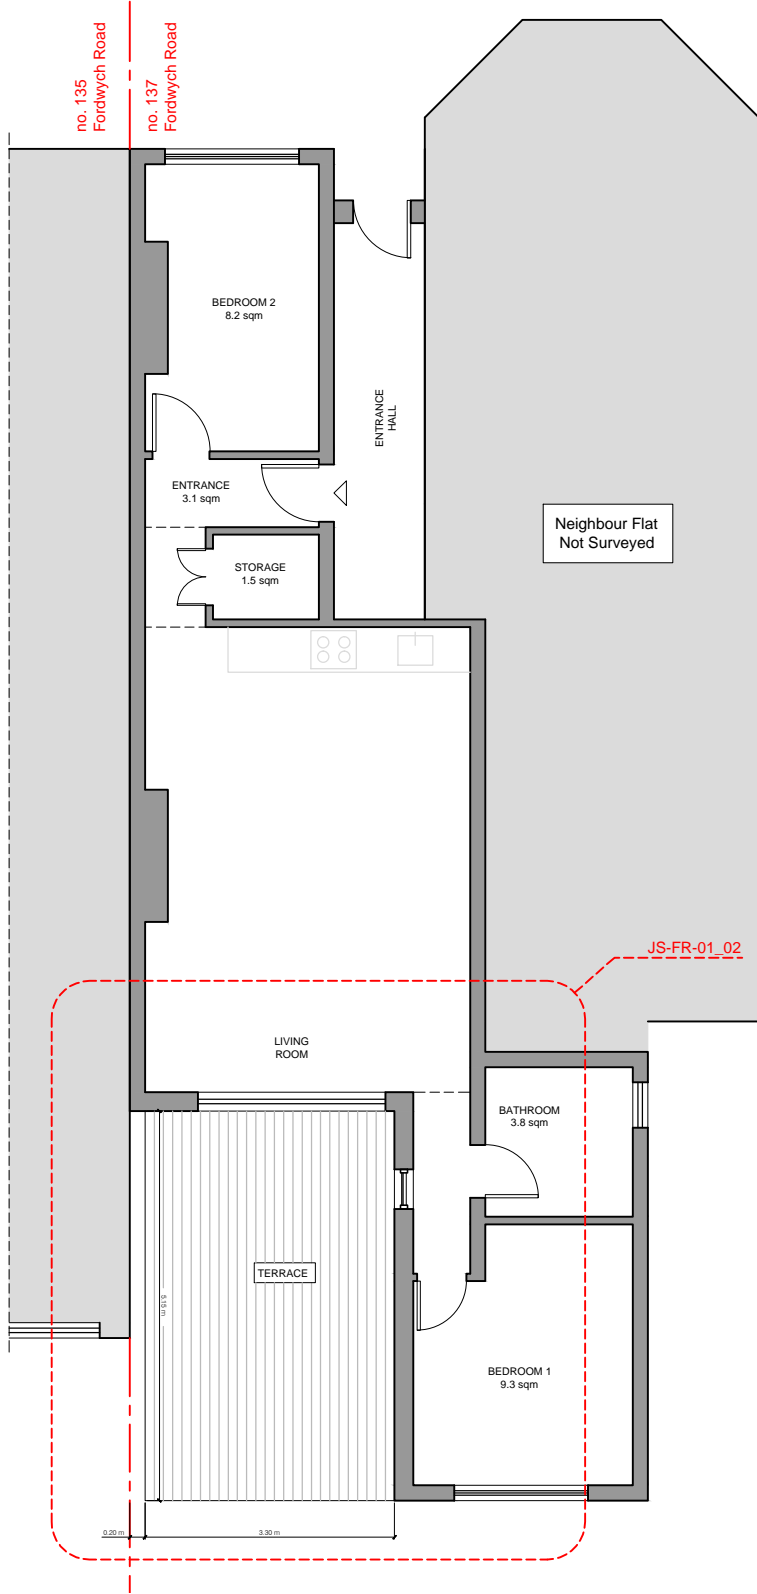 no. 135
Fordwych Road
no. 137
Fordwych Road
BEDROOM 2
8.2 sqm
ENTRANCE
HALL
ENTRANCE
3.1 sqm
Neighbour Flat
Not Surveyed
STORAGE
1.5 sqm
JS-FR-01_02
LIVING
ROOM
BATHROOM
3.8 sqm
TERRACE
5.15 m
BEDROOM 1
9.3 sqm
0.20 m
3.30 m